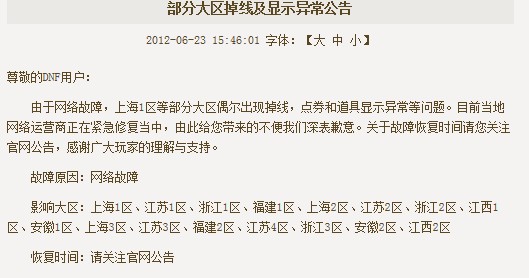 部分大区掉线及显示异常公告
2012-06-23 15:46:01 字体：【大 中 小】
尊敬的DNF用户：
由于网络故障，上海1区等部分大区偶尔出现掉线，点券和道具显示异常等问题。目前当地
网络运营商正在紧急修复当中，由此给您带来的不便我们深表歉意。关于故障恢复时间请您关注
官网公告，感谢广大玩家的理解与支持。
故障原因：网络故障
影响大区：上海1区、江苏1区、浙江1区、福建1区、上海2区、江苏2区、浙江2区、江西1
区、安徽1区、上海3区、江苏3区、福建2区、江苏4区、浙江3区、安徽2区、江西2区
恢复时间：请关注官网公告